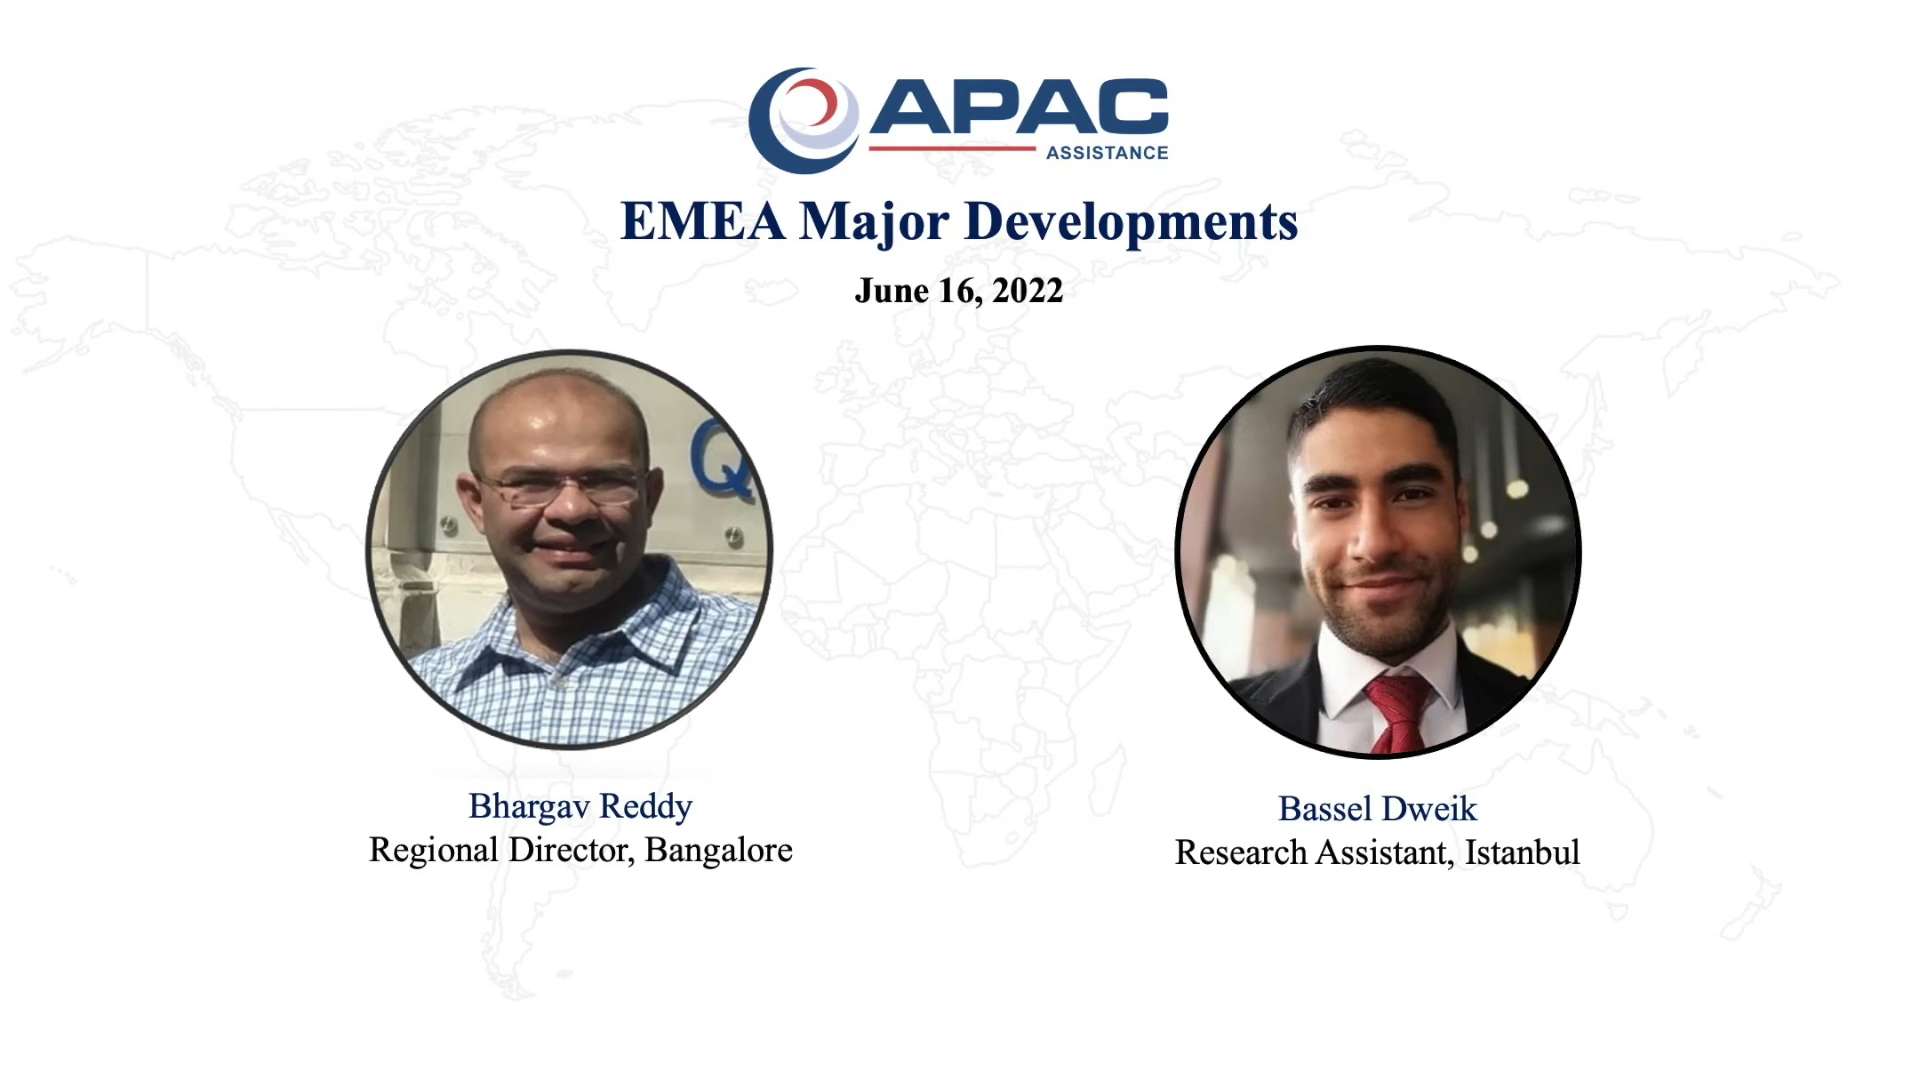 APAC
ASSISTANCE
EMEA Major Developments
June 16, 2022
Q
Bhargav Reddy
Regional Director, Bangalore
Bassel Dweik
Research Assistant, Istanbul